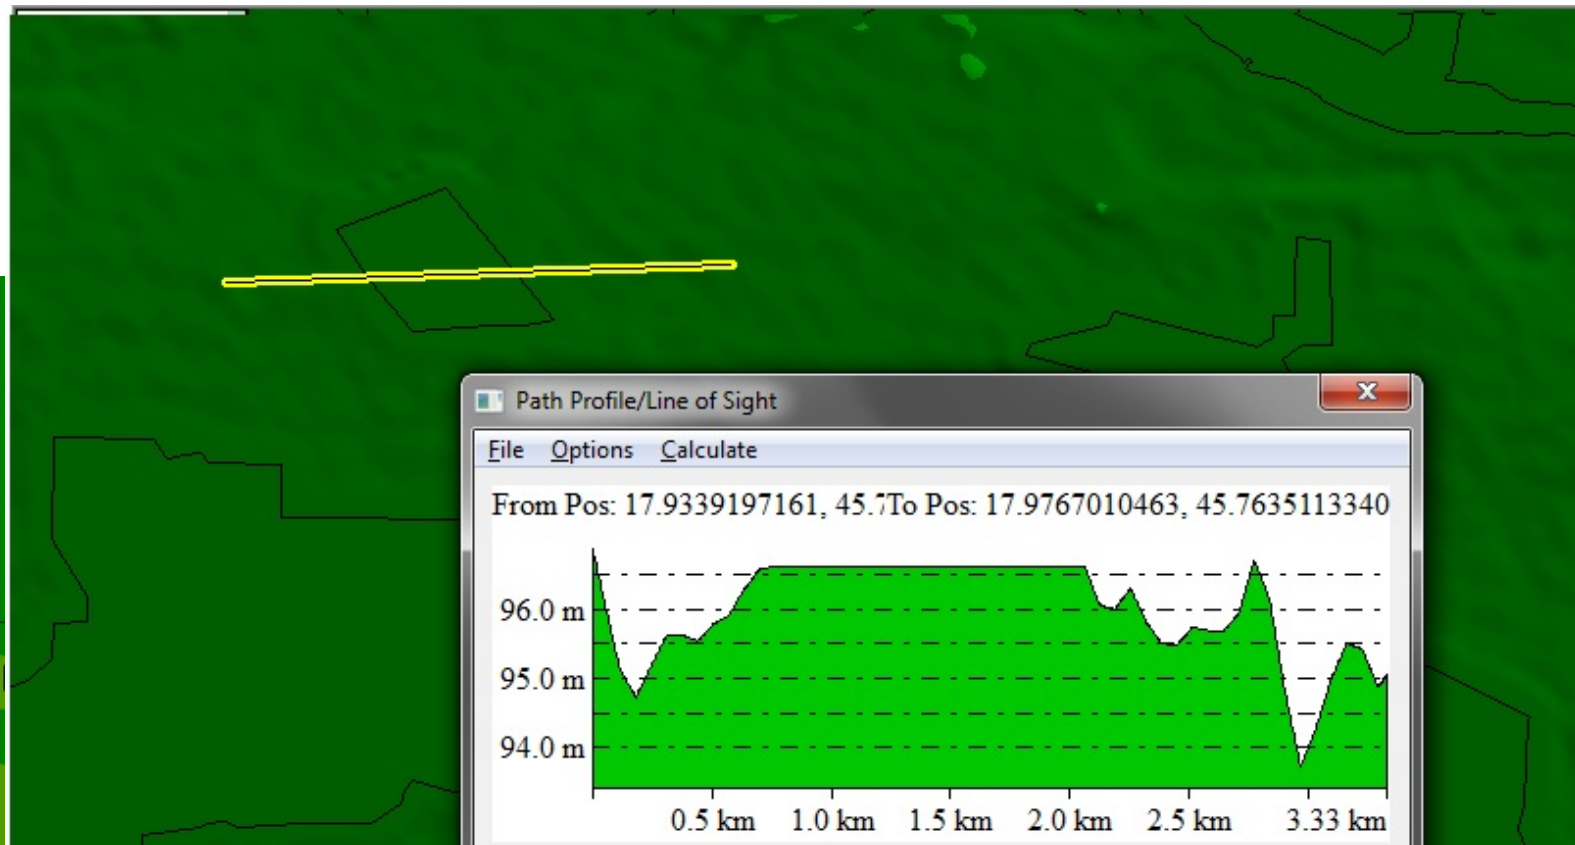 Path Profile/Line of Sight
File Options Calculate
From Pos: 17.9339197161, 45.7To Pos: 17.9767010463, 45.7635113340
96.0 m
95.0 m
94.0 m
0.5 km 1.0 km 1.5 km 2.0 km 2.5 km 3.33 km